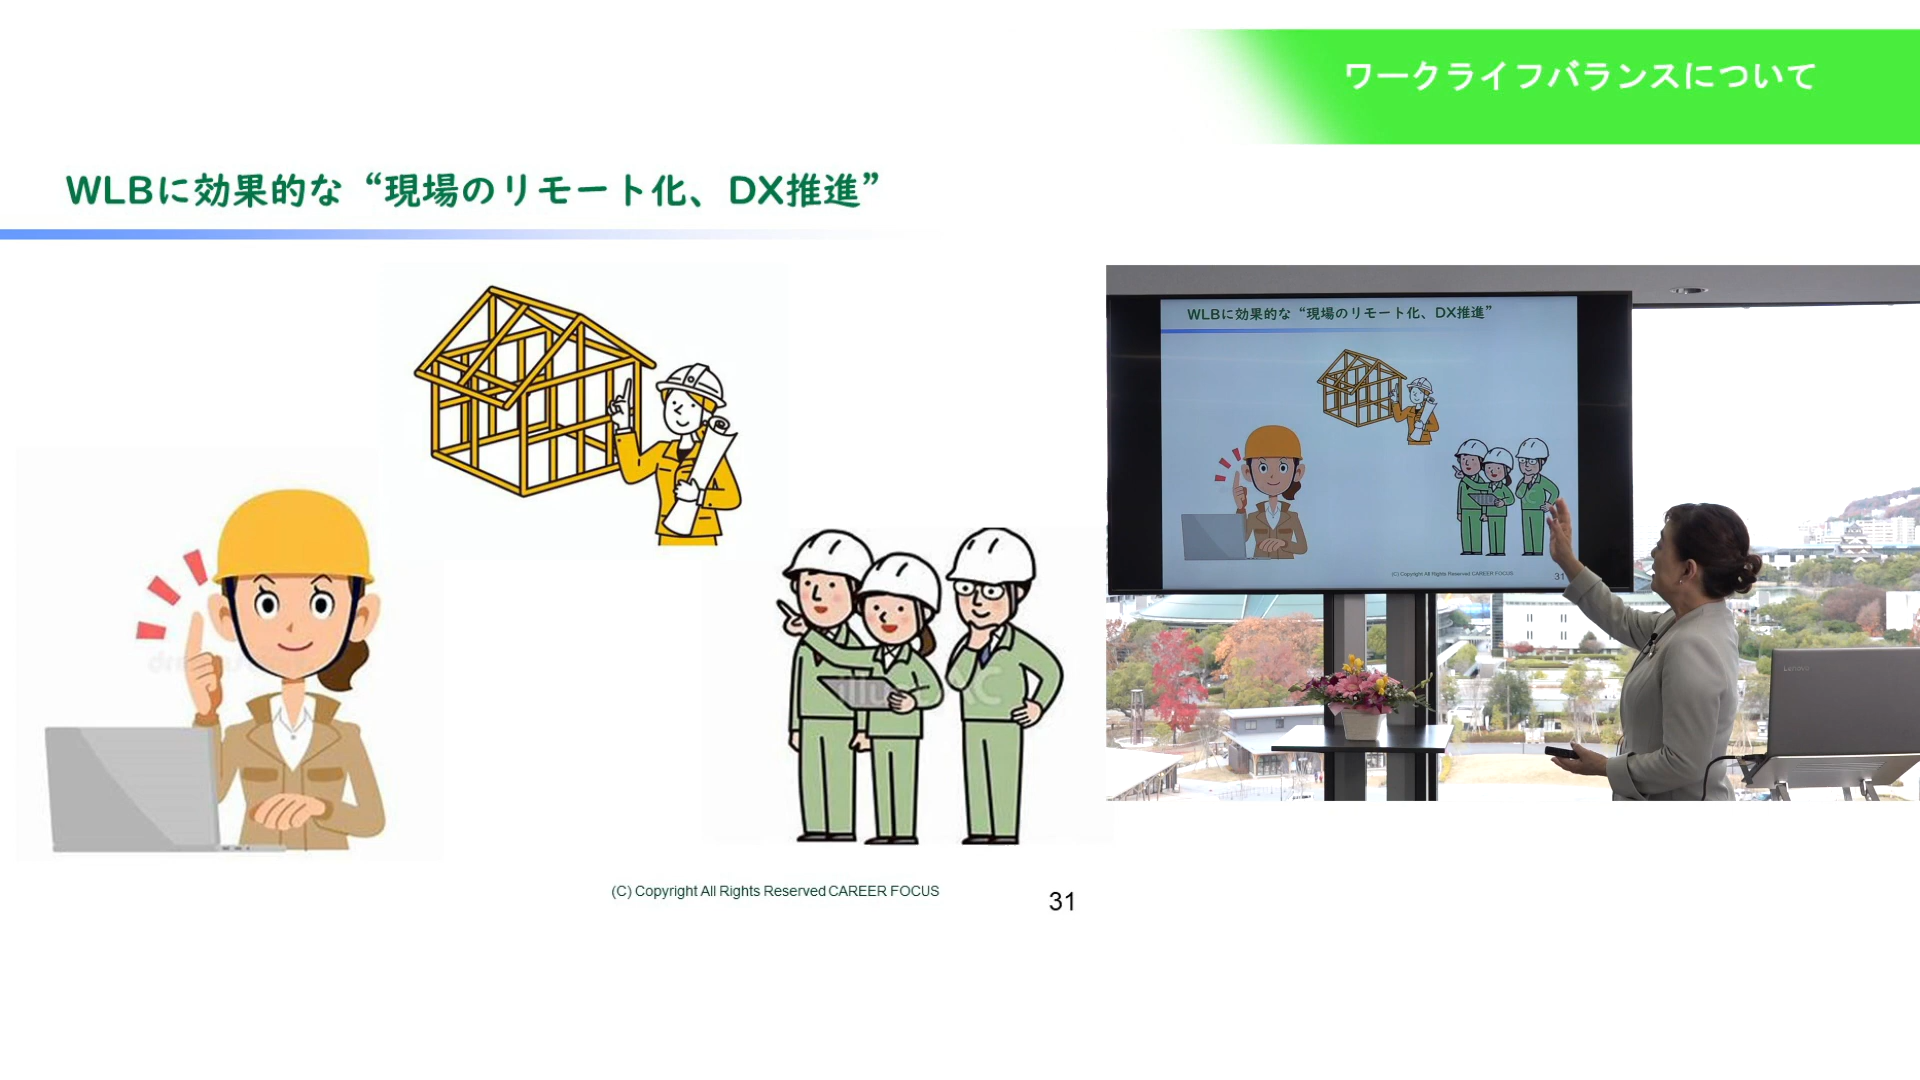 ワークライフバランスについて
WLBに効果的な“現場のリモート化、DX推進”
(C) Copyright All Rights Reserved CAREER FOCUS
31
WLBに効果的な“現場のリモート化、DX推進”
(C) Copyright All Rights Reserved CAREER FOCUS
31
Lenovo